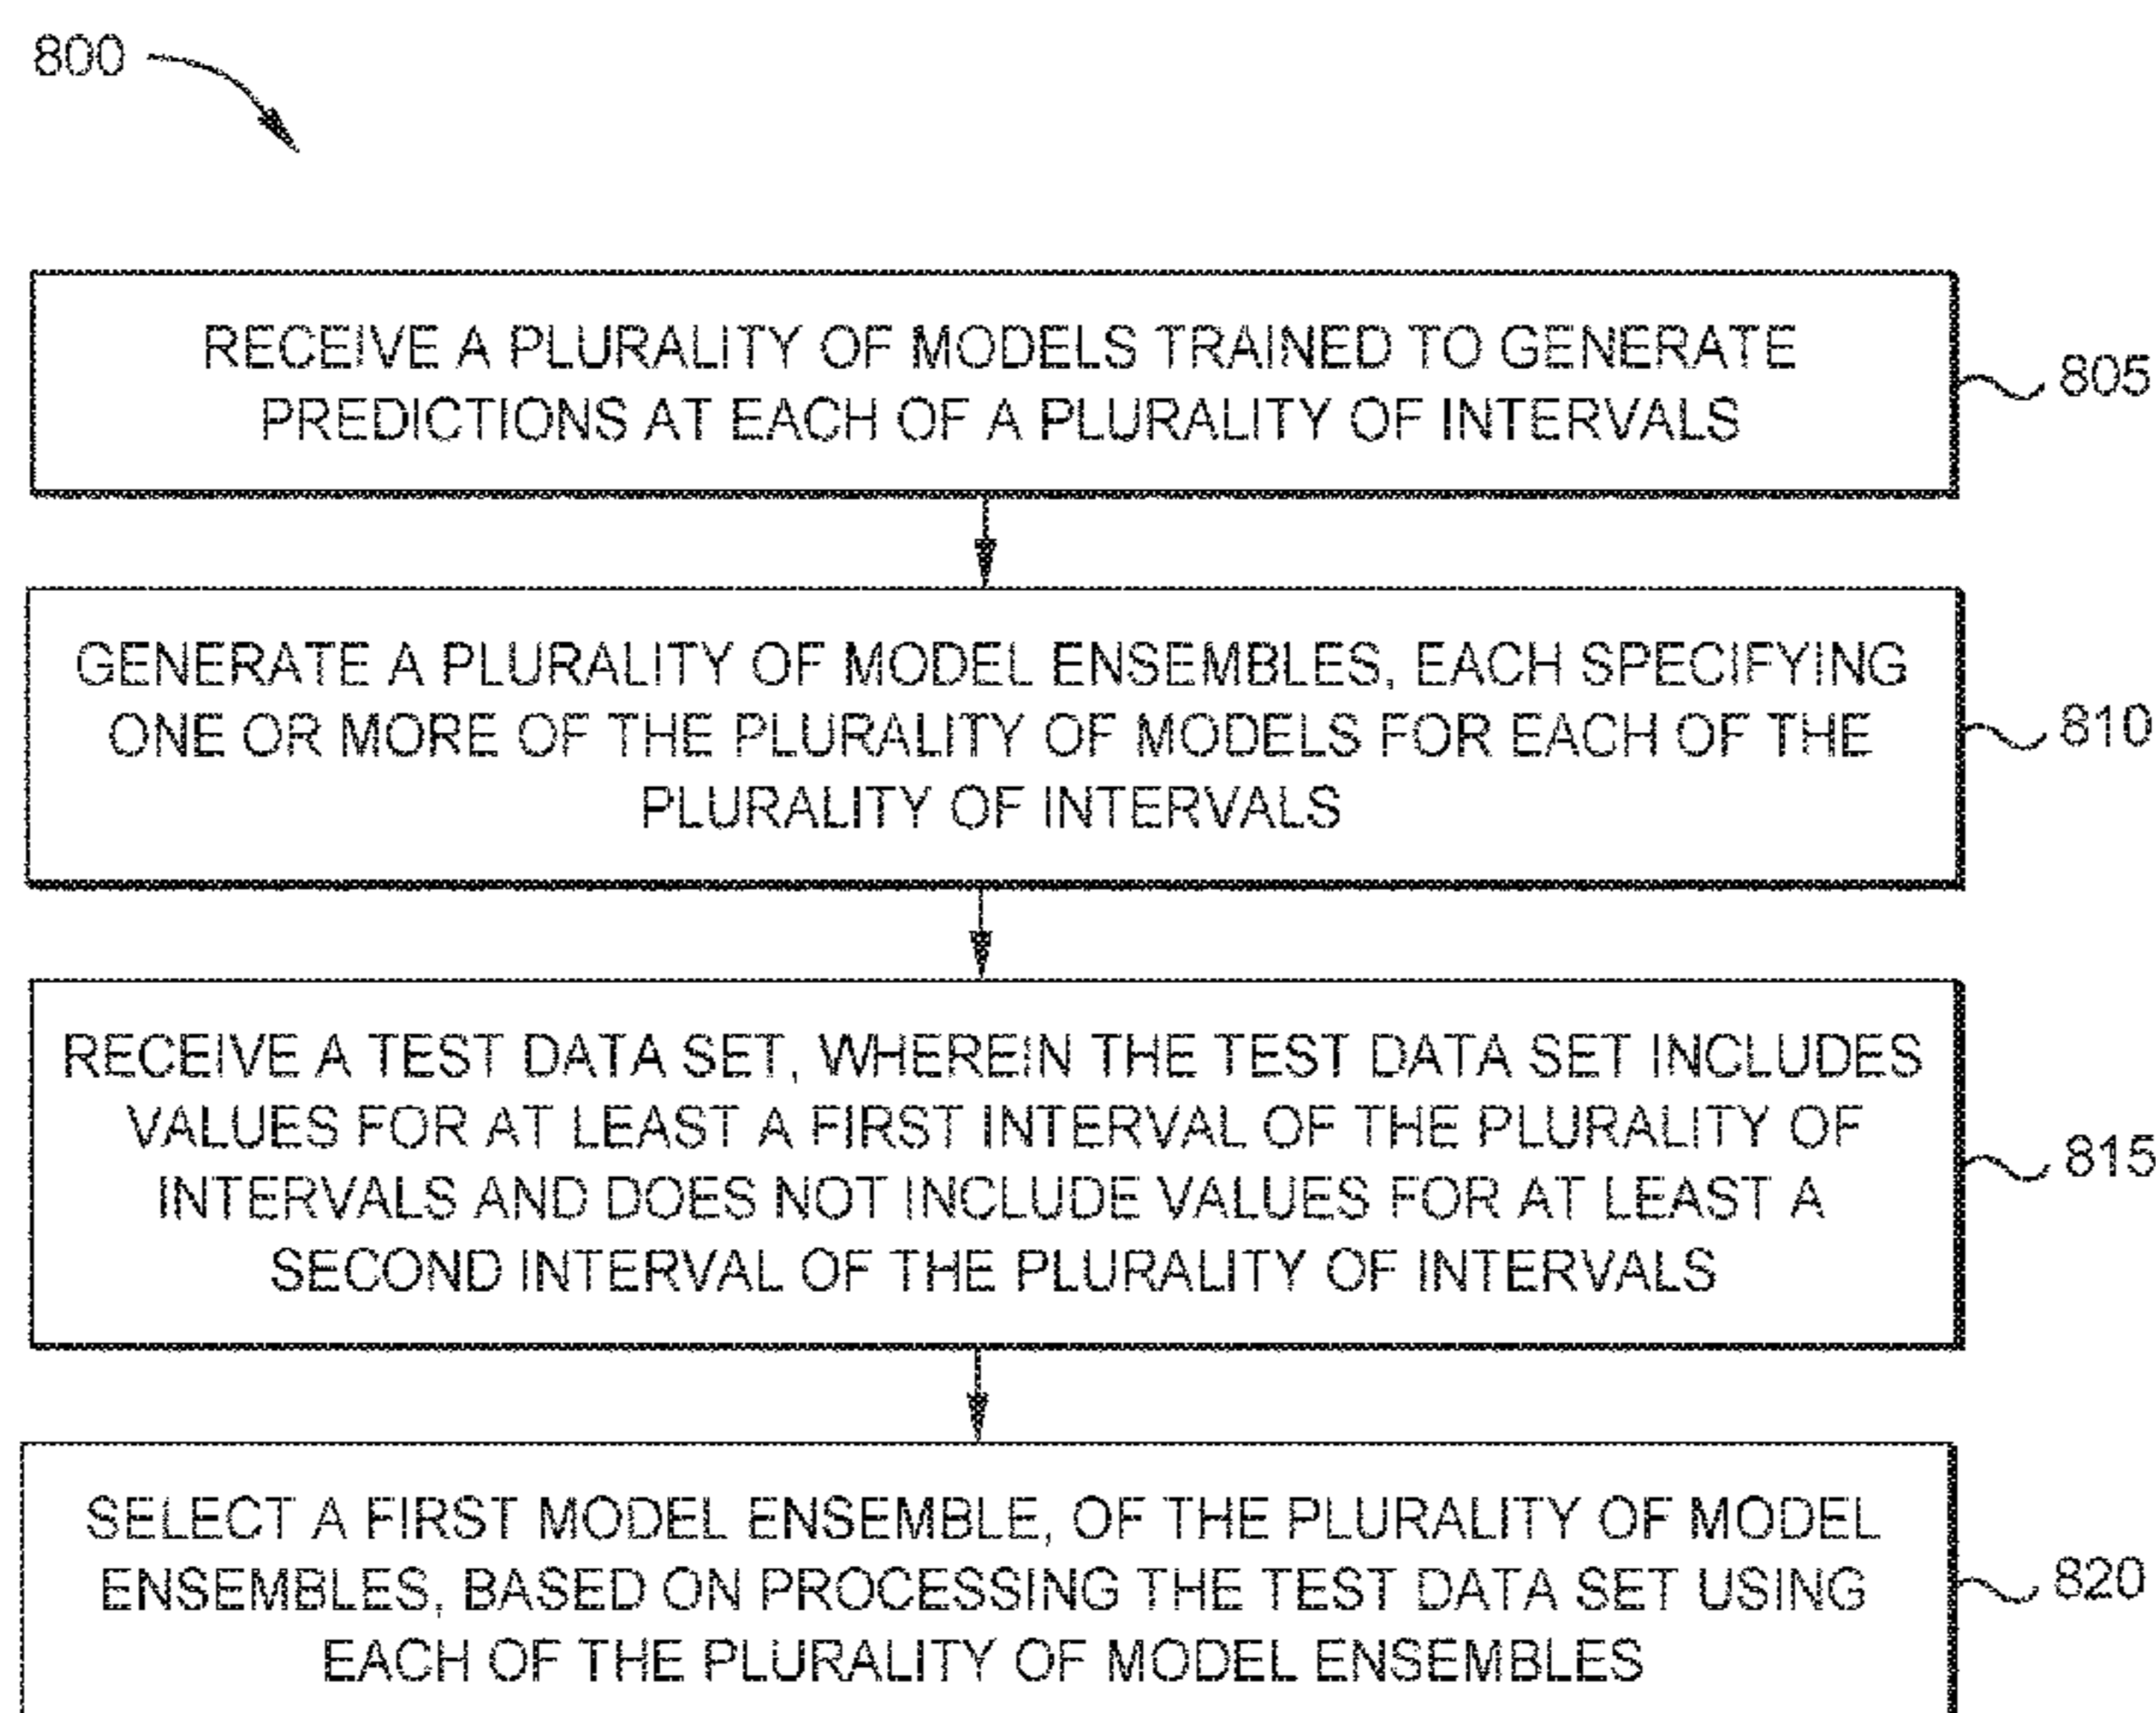 800
RECEIVE A PLURALITY OF MODELS TRAINED TO GENERATE
PREDICTIONS AT EACH OF A PLURALITY OF INTERVALS
805
GENERATE A PLURALITY OF MODEL ENSEMBLES, EACH SPECIFYING
ONE OR MORE OF THE PLURALITY OF MODELS FOR EACH OF THE
PLURALITY OF INTERVALS
810
RECEIVE A TEST DATA SET, WHEREIN THE TEST DATA SET INCLUDES
VALUES FOR AT LEAST A FIRST INTERVAL OF THE PLURALITY OF
INTERVALS AND DOES NOT INCLUDE VALUES FOR AT LEAST A
SECOND INTERVAL OF THE PLURALITY OF INTERVALS
815
SELECT A FIRST MODEL ENSEMBLE, OF THE PLURALITY OF MODEL
ENSEMBLES, BASED ON PROCESSING THE TEST DATA SET USING
EACH OF THE PLURALITY OF MODEL ENSEMBLES
820